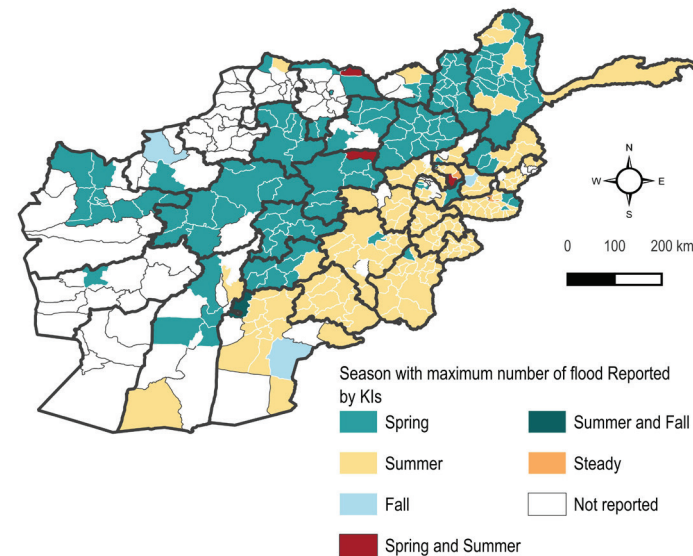 N
W E
S
0 100 200 km
Season with maximum number of flood Reported
by KIs
Spring Summer and Fall
Summer Steady
Fall Not reported
Spring and Summer